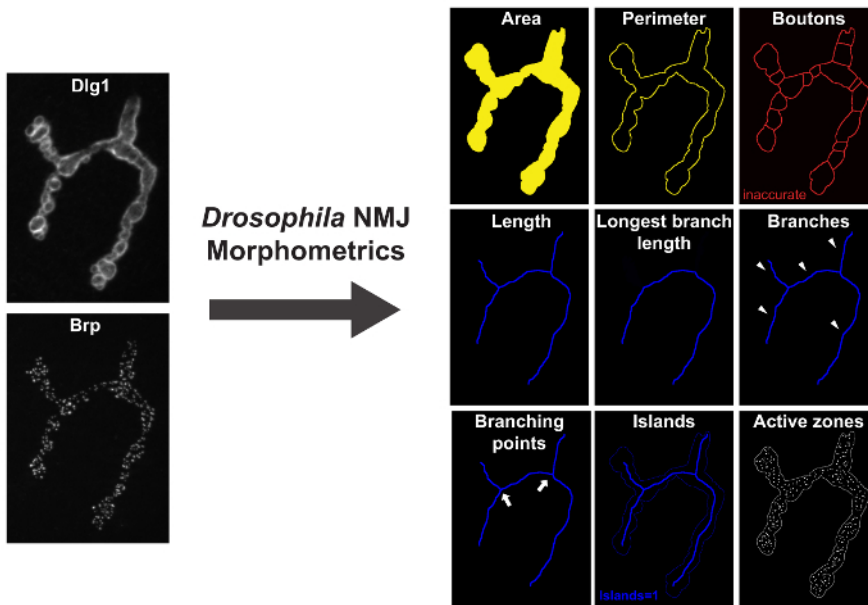 Dlg1
Brp
Drosophila NMJ
Morphometrics
Area
Perimeter
Boutons
inaccurate
Length
Longest branch
length
Branches
Branching
points
Islands
Islands=1
Active zones